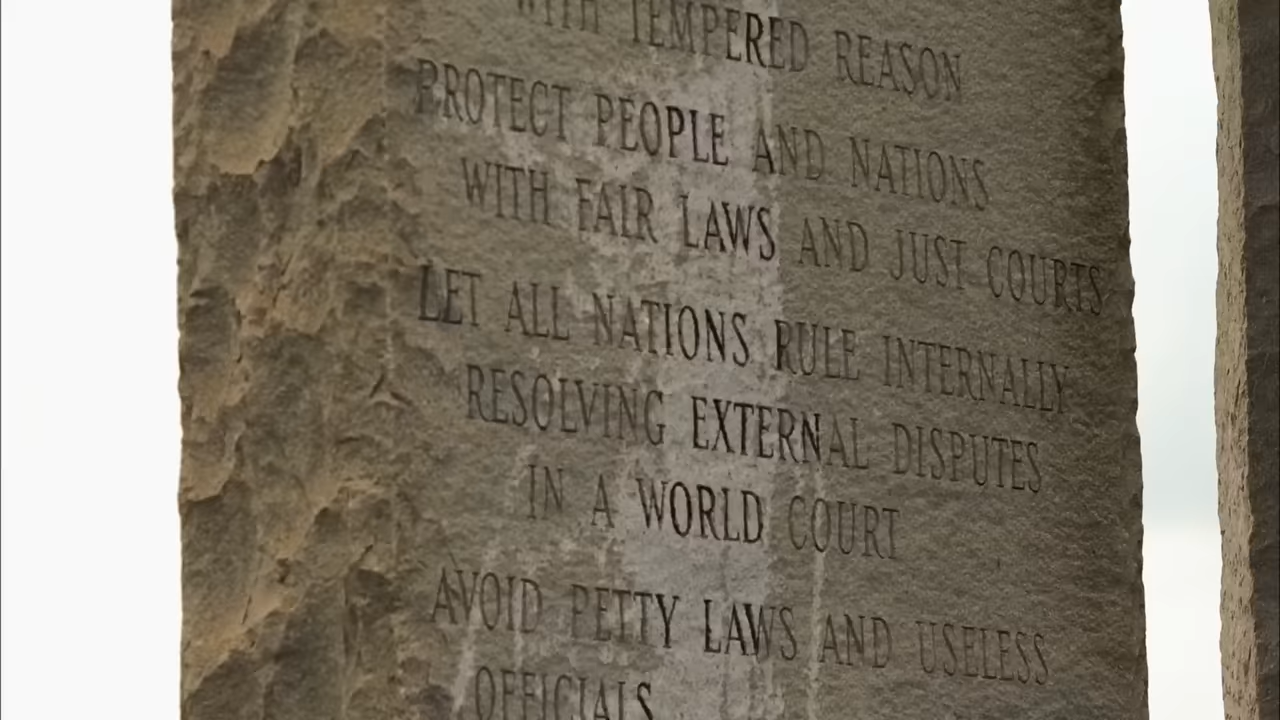 WITH TEMPERED REASON
PROTECT PEOPLE AND NATIONS
WITH FAIR LAWS AND JUST COURTS
LET ALL NATIONS RULE INTERNALLY
RESOLVING EXTERNAL DISPUTES
IN A WORLD COURT
AVOID PETTY LAWS AND USELESS
OFFICIALS